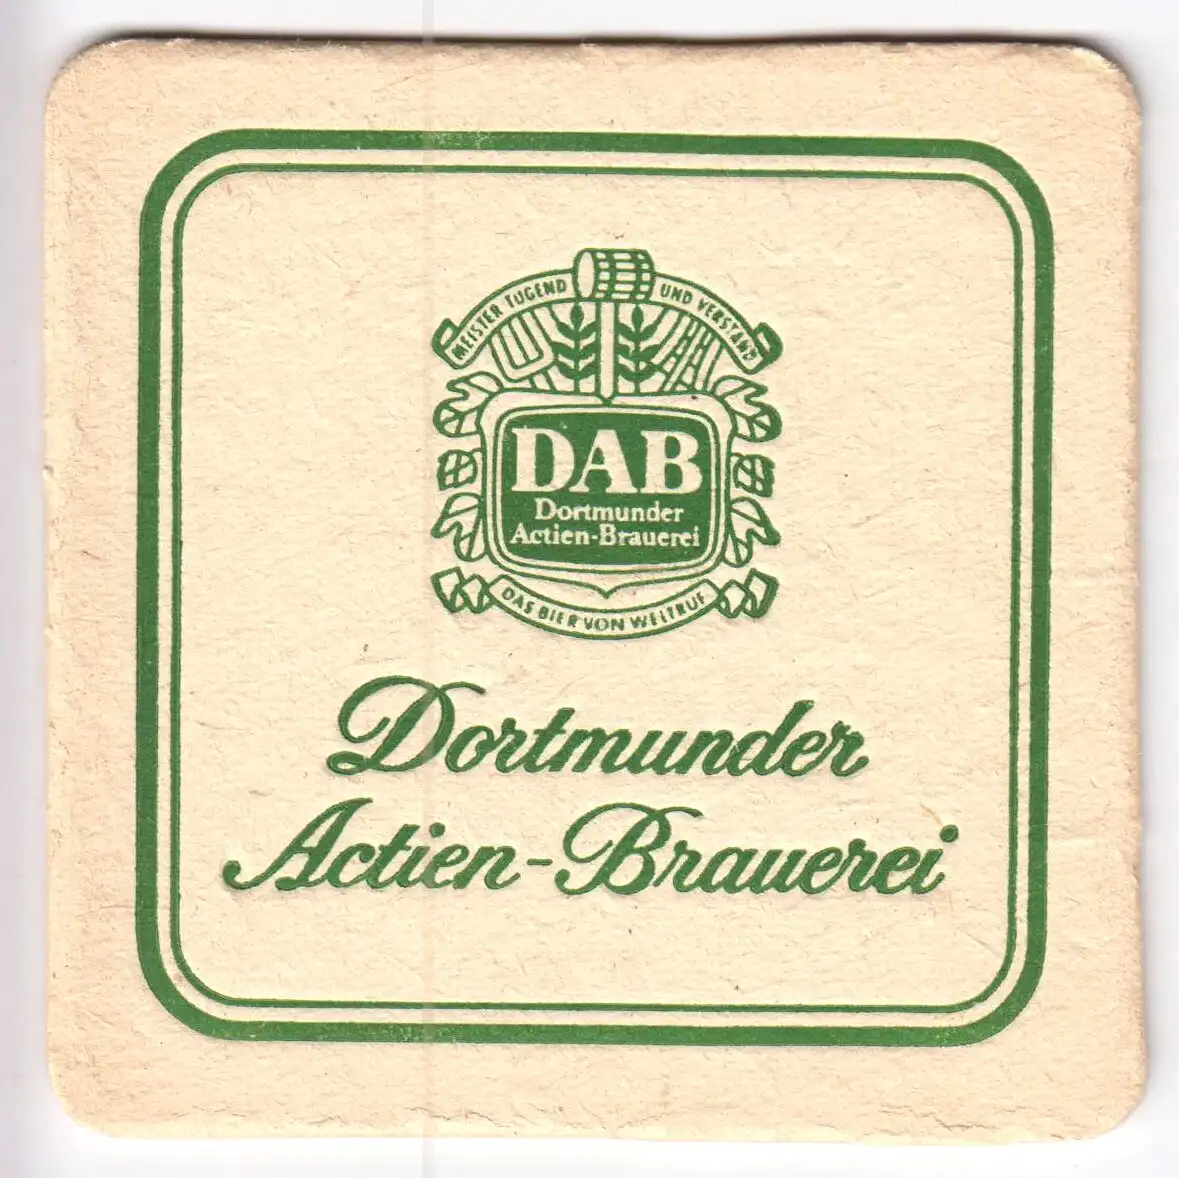 MEISTER TUGEND UND VERSTAND
DAB
Dortmunder
Actien-Brauerei
DAS BIER VON WELTRUF
Dortmunder
Actien-Brauerei